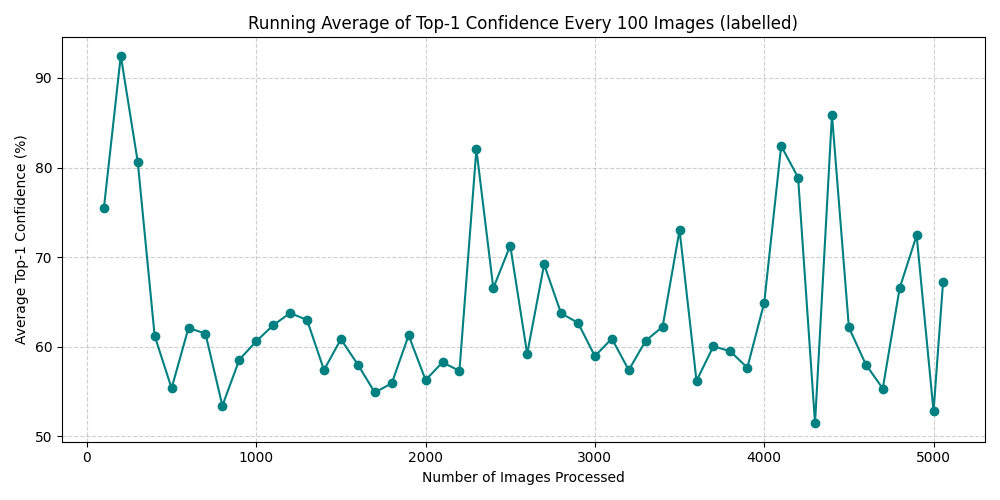 Running Average of Top-1 Confidence Every 100 Images (labelled)
Average Top-1 Confidence (%)
90
80
70
60
50
0 1000 2000 3000 4000 5000
Number of Images Processed